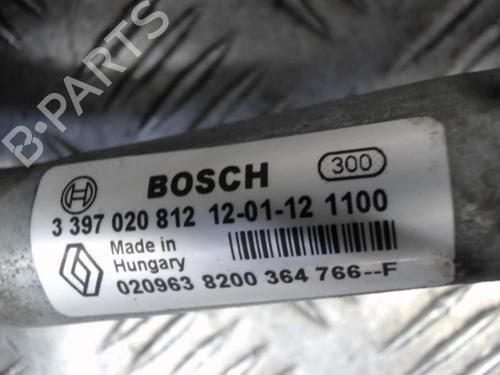 B-PARTS
BOSCH
300
3 397 020 812 12-01-12 1100
Made in
Hungary
020963 8200 364 766--F